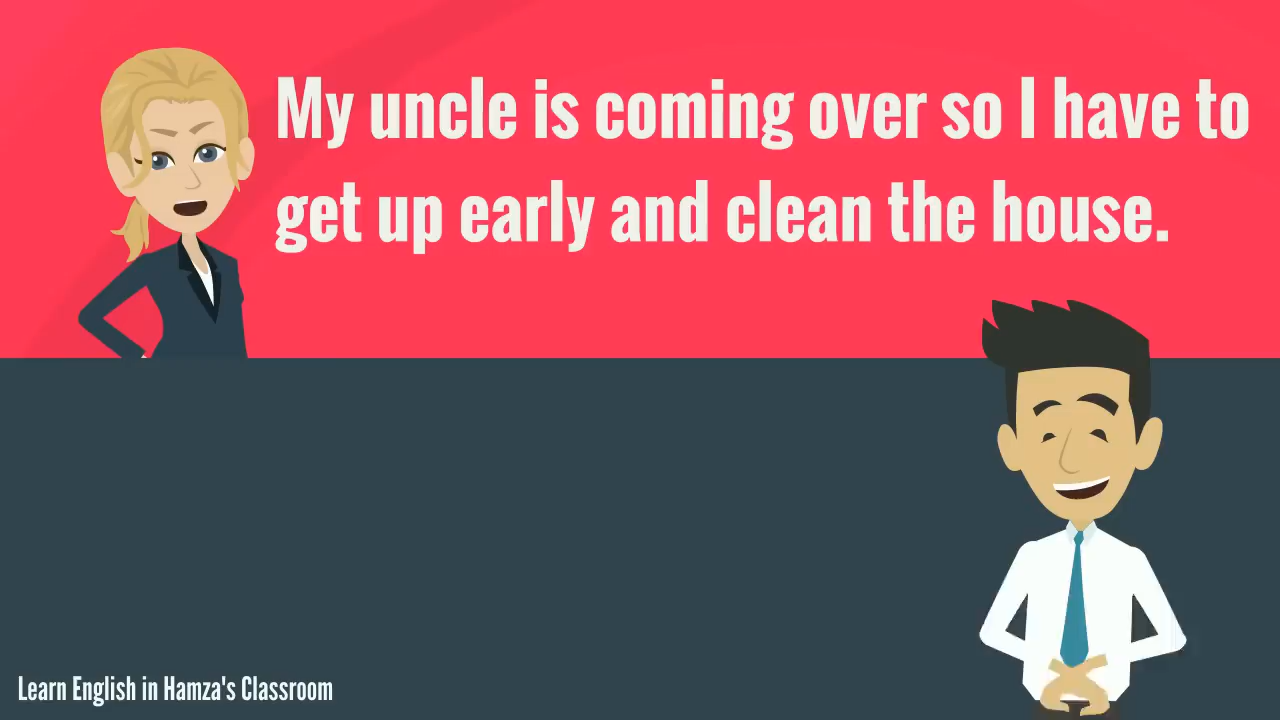 My uncle is coming over so I have to
get up early and clean the house.
Learn English in Hamza's Classroom